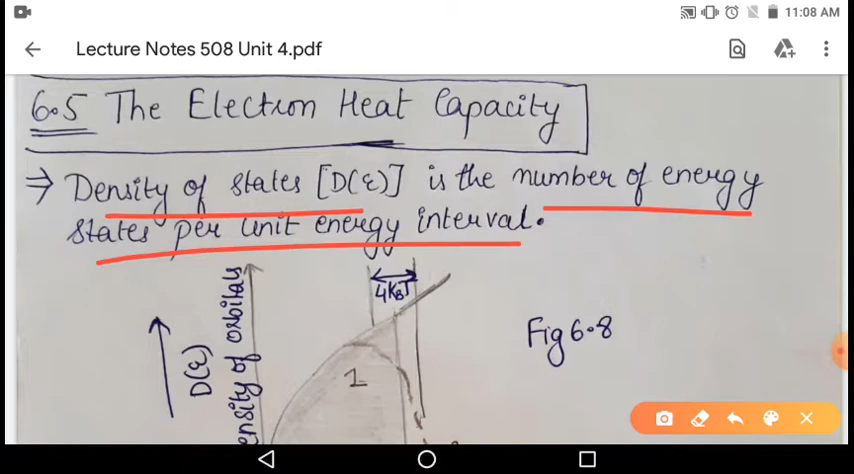 11:08 AM
Lecture Notes 508 Unit 4.pdf
6.5 The Electron Heat Capacity
⇒ Density of states [D(ε)] is the number of energy
states per unit energy interval.
4KBT
Fig 6.8
D(ε)
ensity of orbitals
1